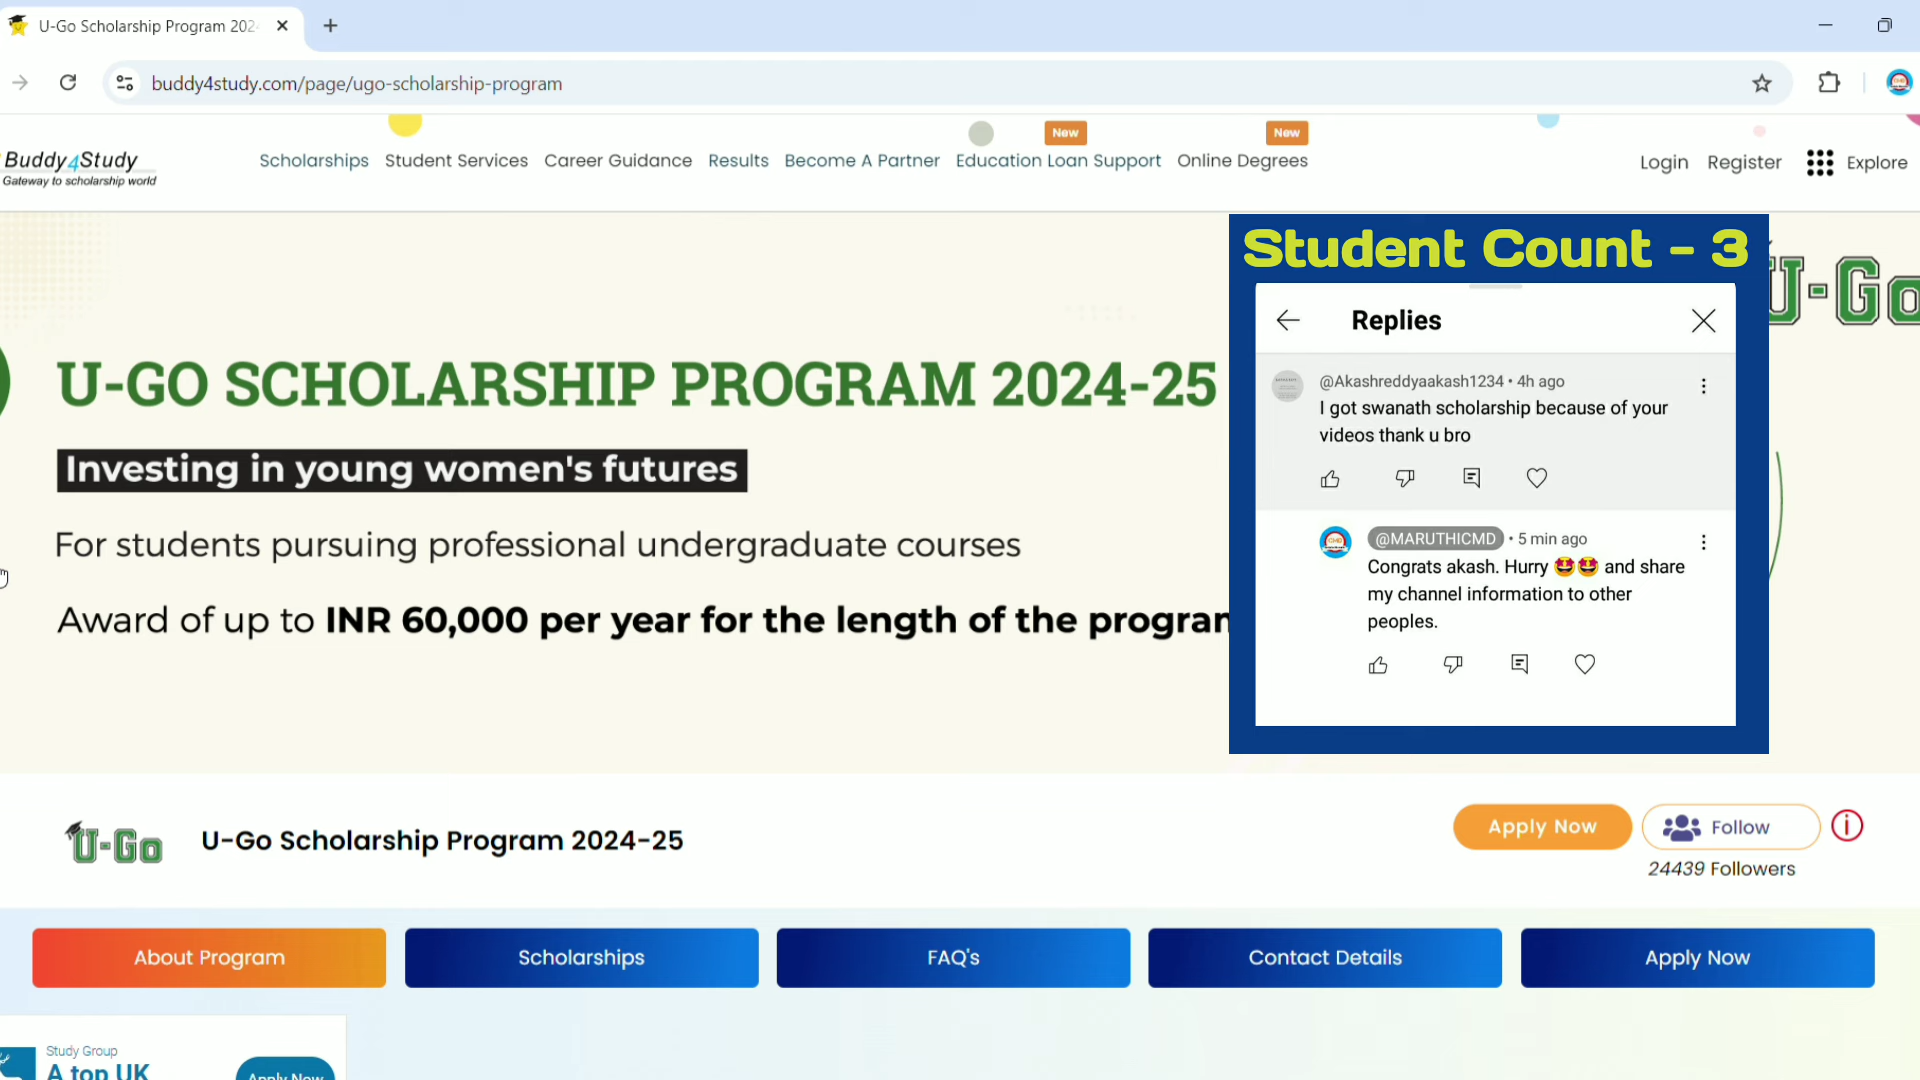 U-Go Scholarship Program 202
buddy4study.com/page/ugo-scholarship-program
Buddy4Study
Gateway to scholarship world
Scholarships
Student Services
Career Guidance
Results
Become A Partner
New
Education Loan Support
New
Online Degrees
Login
Register
Explore
U-GO SCHOLARSHIP PROGRAM 2024-25
Investing in young women's futures
For students pursuing professional undergraduate courses
Award of up to INR 60,000 per year for the length of the program
U-Go
Student Count - 3
Replies
@Akashreddyaakash1234 • 4h ago
I got swanath scholarship because of your
videos thank u bro
CMD
@MARUTHICMD • 5 min ago
Congrats akash. Hurry 🤩🤩 and share
my channel information to other
peoples.
U-Go
U-Go Scholarship Program 2024-25
Apply Now
Follow
24439 Followers
About Program
Scholarships
FAQ's
Contact Details
Apply Now
Study Group
A top UK
Apply Now